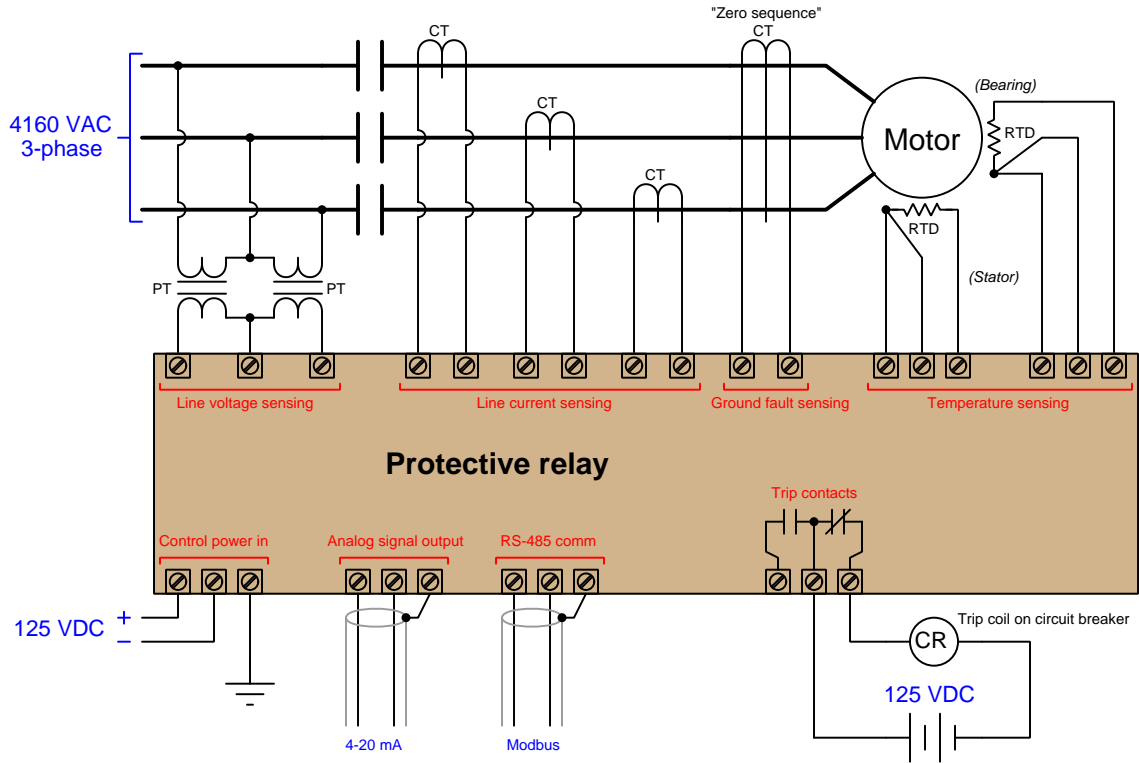 "Zero sequence"
CT
CT
(Bearing)
4160 VAC
3-phase
CT
Motor
RTD
CT
RTD
(Stator)
PT
PT
Line voltage sensing
Line current sensing
Ground fault sensing
Temperature sensing
Protective relay
Trip contacts
Control power in
Analog signal output
RS-485 comm
125 VDC
+
–
Trip coil on circuit breaker
CR
125 VDC
4-20 mA
Modbus